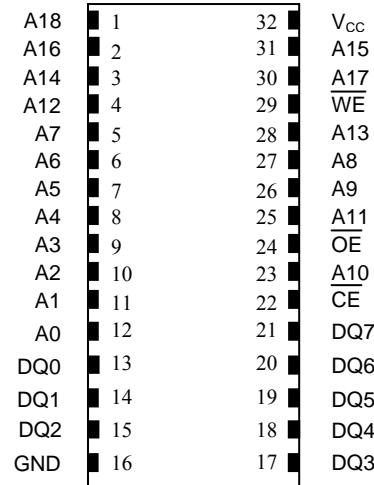 A18 1 32 VCC
A16 2 31 A15
A14 3 30 A17
A12 4 29 W̅E̅
A7 5 28 A13
A6 6 27 A8
A5 7 26 A9
A4 8 25 A11
A3 9 24 O̅E̅
A2 10 23 A10
A1 11 22 C̅E̅
A0 12 21 DQ7
DQ0 13 20 DQ6
DQ1 14 19 DQ5
DQ2 15 18 DQ4
GND 16 17 DQ3